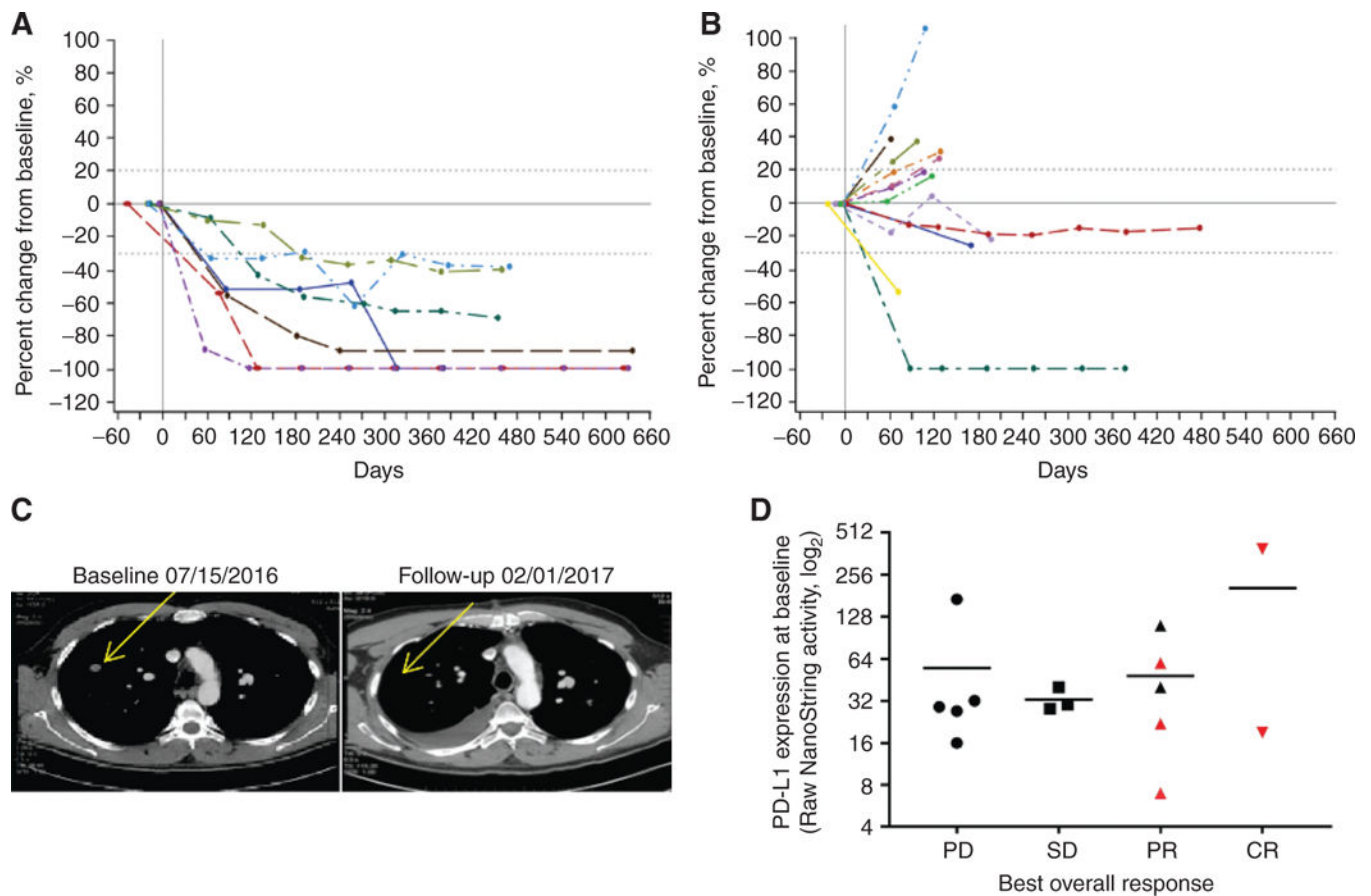 A
Percent change from baseline, %
100
80
60
40
20
0
−20
−40
−60
−80
−100
−120
−60 0 60 120 180 240 300 360 420 480 540 600 660
Days
B
Percent change from baseline, %
100
80
60
40
20
0
−20
−40
−60
−80
−100
−120
−60 0 60 120 180 240 300 360 420 480 540 600 660
Days
C
Baseline 07/15/2016
Follow-up 02/01/2017
D
PD-L1 expression at baseline
(Raw NanoString activity, log₂)
512
256
128
64
32
16
8
4
PD SD PR CR
Best overall response